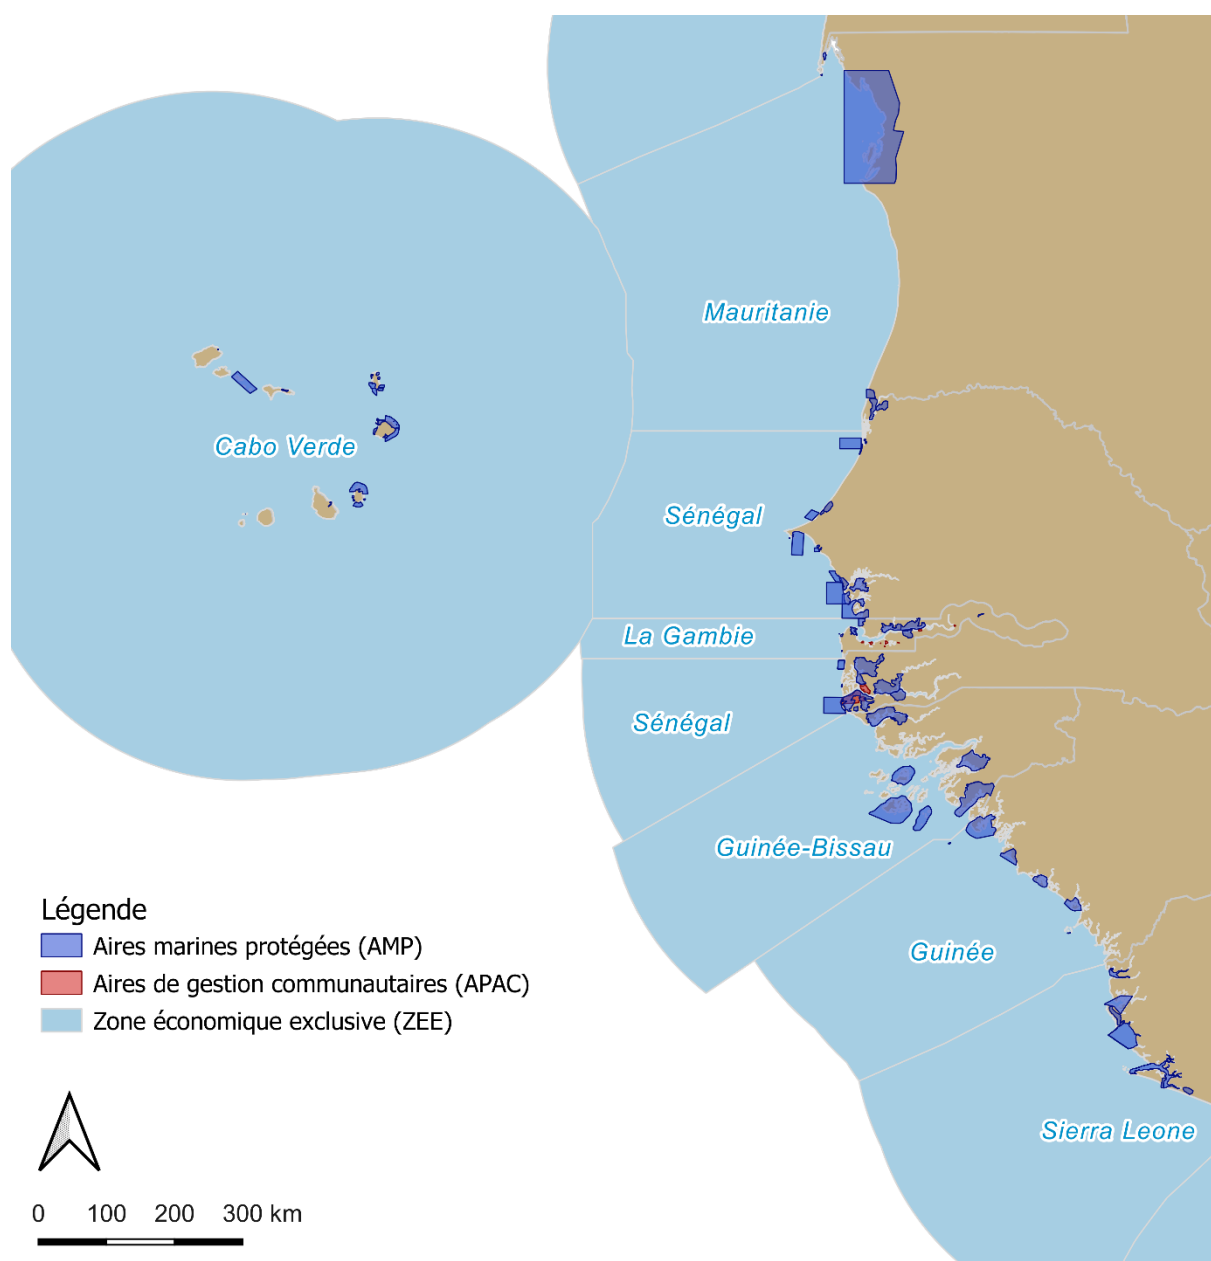 Mauritanie
Cabo Verde
Sénégal
La Gambie
Sénégal
Guinée-Bissau
Guinée
Sierra Leone
Légende
Aires marines protégées (AMP)
Aires de gestion communautaires (APAC)
Zone économique exclusive (ZEE)
0 100 200 300 km